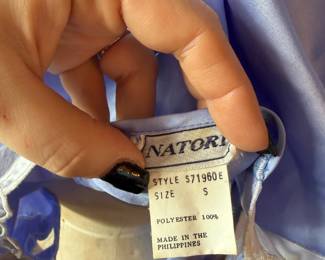 NATORI
STYLE S71960E
SIZE S
POLYESTER 100%
MADE IN THE
PHILIPPINES